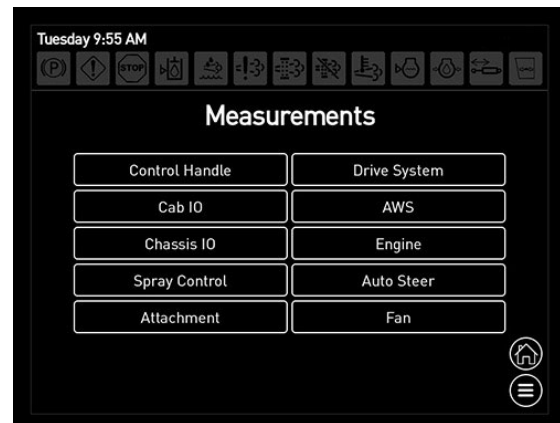 Tuesday 9:55 AM
(P)
STOP
Measurements
Control Handle
Drive System
Cab IO
AWS
Chassis IO
Engine
Spray Control
Auto Steer
Attachment
Fan